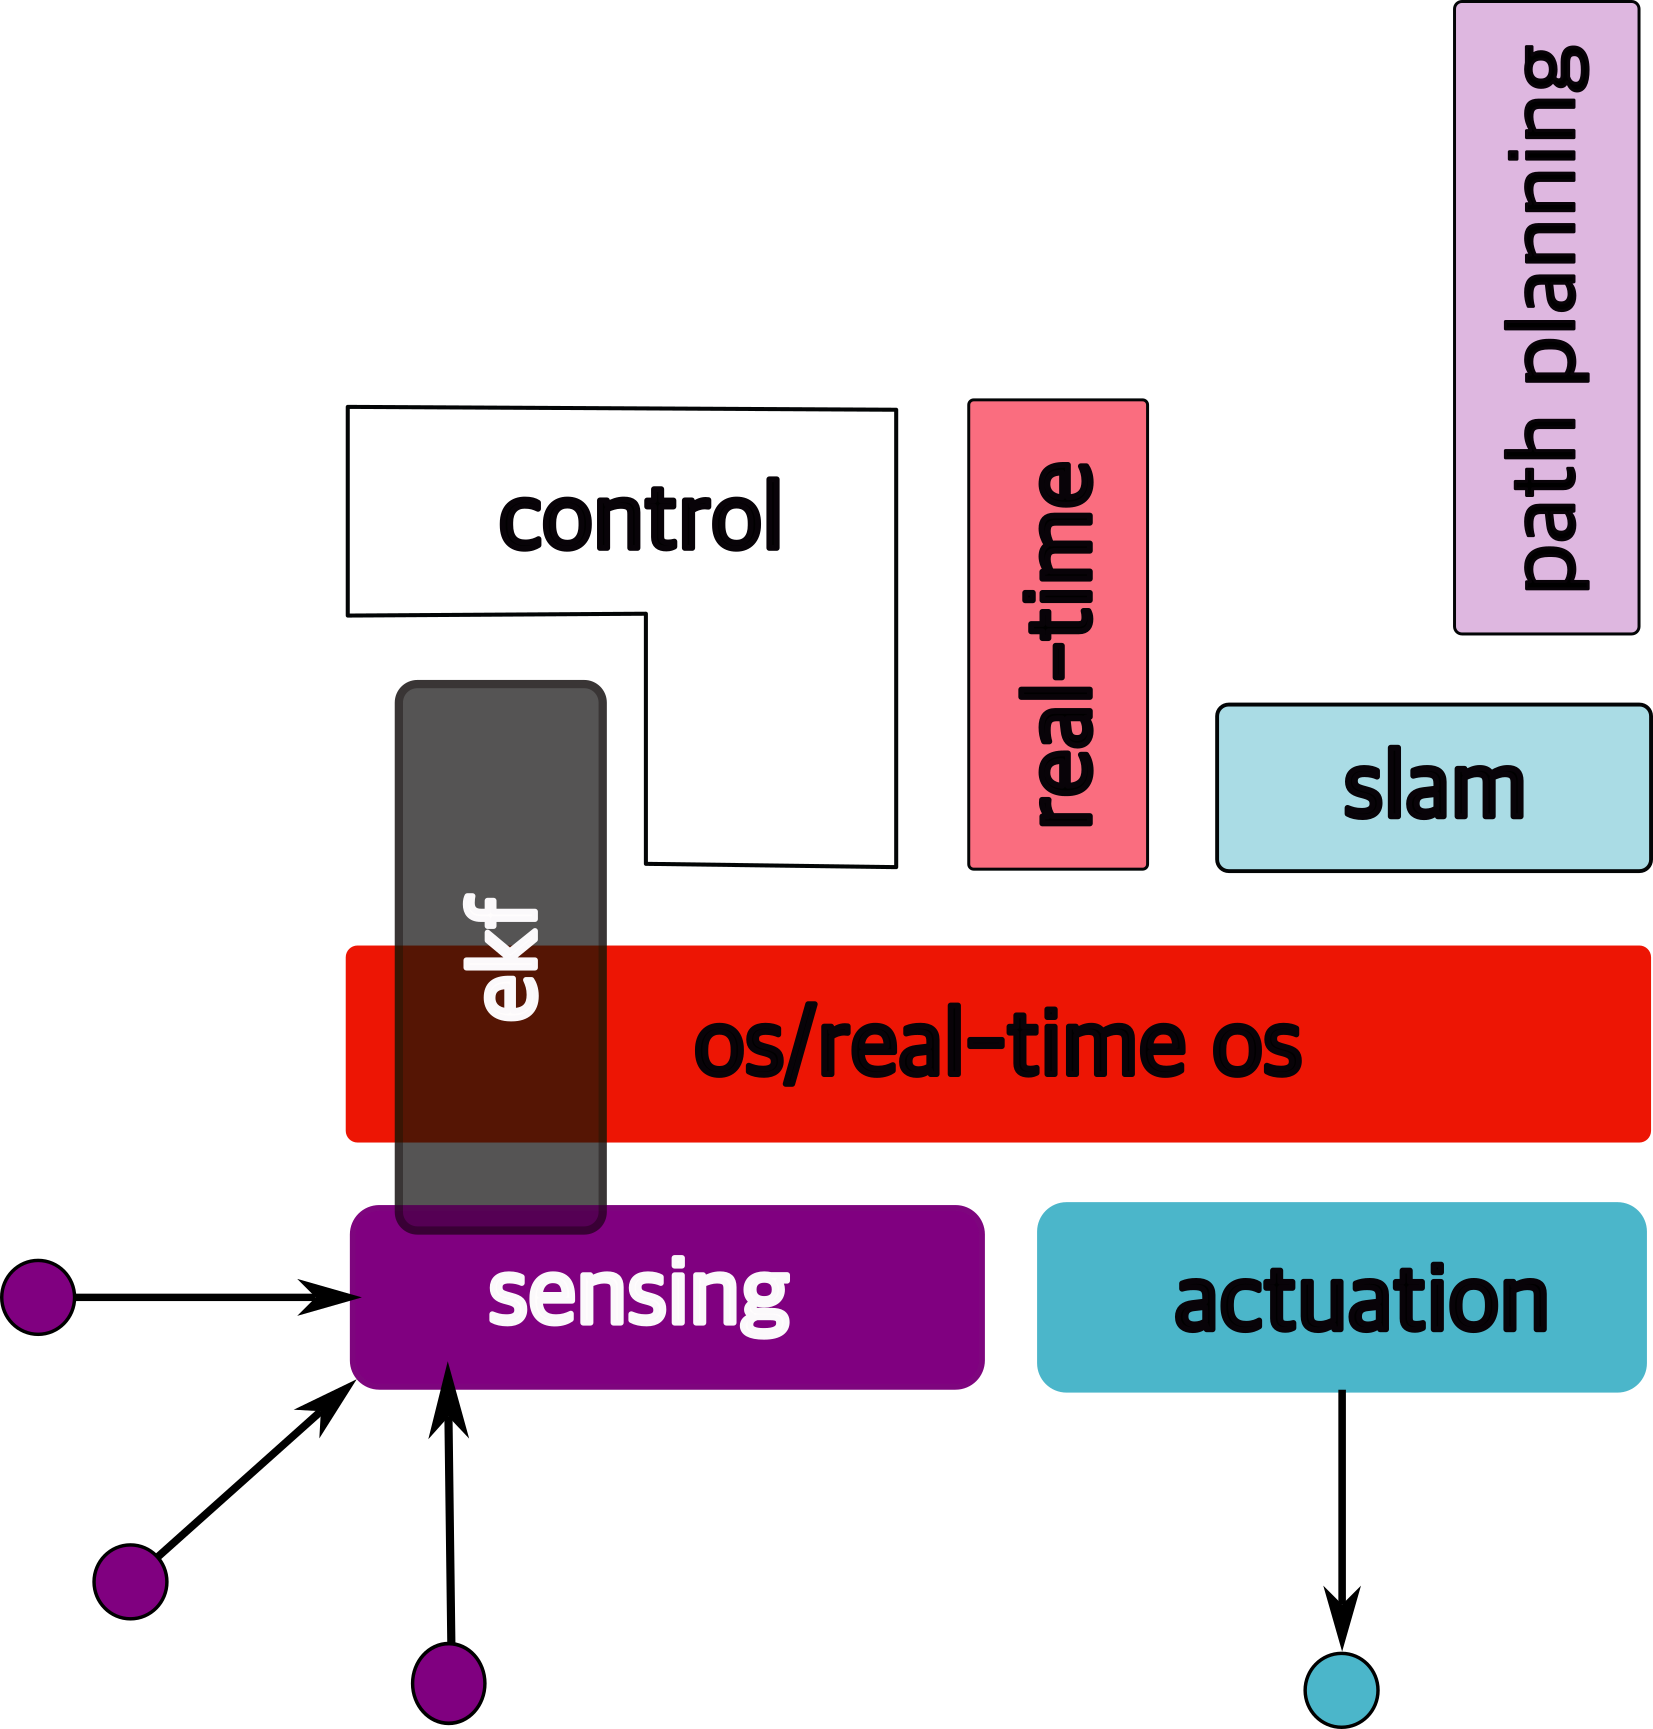 path planning
control
real-time
slam
ekf
os/real-time os
sensing
actuation